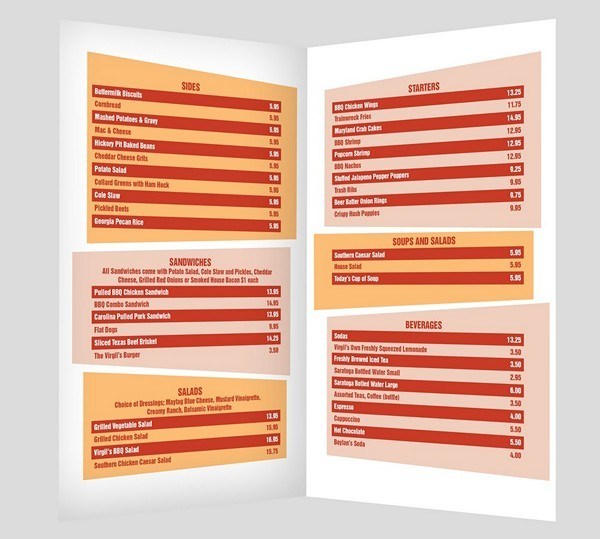 SIDES
Buttermilk Biscuits 5.95
Cornbread 5.95
Mashed Potatoes & Gravy 5.95
Mac & Cheese 5.95
Hickory Pit Baked Beans 5.95
Cheddar Cheese Grits 5.95
Potato Salad 5.95
Collard Greens with Ham Hock 5.95
Cole Slaw 5.95
Pickled Beets 5.95
Georgia Pecan Rice 5.95
SANDWICHES
All Sandwiches come with Potato Salad, Cole Slaw and Pickles, Cheddar
Cheese, Grilled Red Onions or Smoked House Bacon $1 each
Pulled BBQ Chicken Sandwich 13.95
BBQ Combo Sandwich 14.95
Carolina Pulled Pork Sandwich 13.95
Flat Dogs 9.95
Sliced Texas Beef Brisket 14.25
The Virgil's Burger 3.50
SALADS
Choice of Dressings; Maytag Blue Cheese, Mustard Vinaigrette,
Creamy Ranch, Balsamic Vinaigrette
Grilled Vegetable Salad 13.95
Grilled Chicken Salad 15.95
Virgil's BBQ Salad 16.95
Southern Chicken Caesar Salad 15.75
STARTERS
BBQ Chicken Wings 13.25
Trainwreck Fries 11.75
Maryland Crab Cakes 14.95
BBQ Shrimp 12.95
Popcorn Shrimp 12.95
BBQ Nachos 12.95
Stuffed Jalapeno Pepper Poppers 9.25
Trash Ribs 9.95
Beer Batter Onion Rings 9.75
Crispy Hush Puppies 9.95
SOUPS AND SALADS
Southern Caesar Salad 5.95
House Salad 5.95
Today's Cup of Soup 5.95
BEVERAGES
Sodas 13.25
Virgil's Own Freshly Squeezed Lemonade 3.50
Freshly Brewed Iced Tea 3.50
Saratoga Bottled Water Small 2.95
Saratoga Botled Water Large 6.00
Assorted Teas, Coffee (bottle) 3.50
Espresso 4.00
Cappuccino 5.50
Hot Chocolate 5.50
Boylan's Soda 4.00